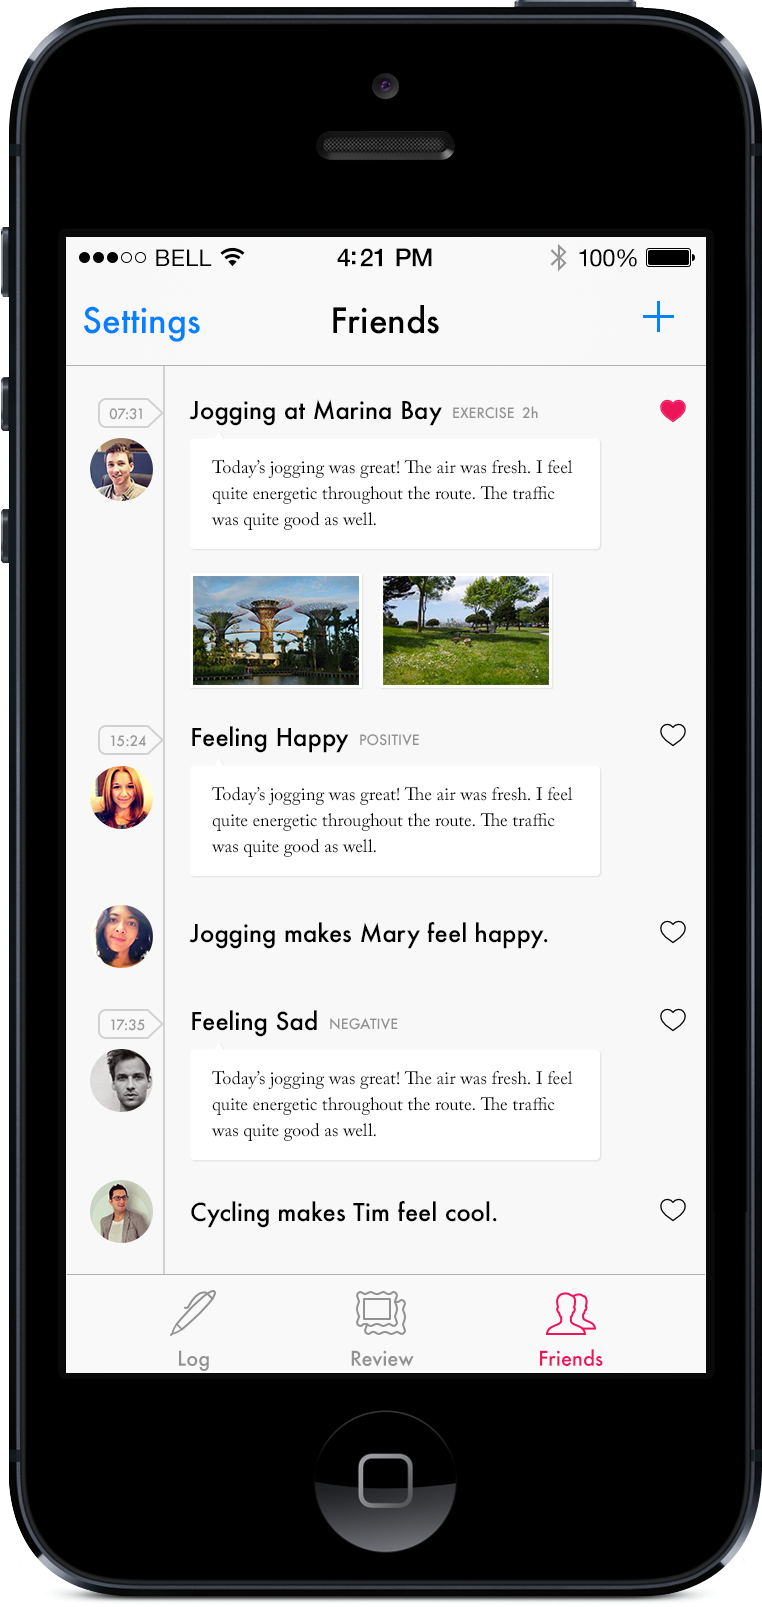 BELL 4:21 PM 100%
Settings Friends
07:31 Jogging at Marina Bay EXERCISE 2h
Today's jogging was great! The air was fresh. I feel
quite energetic throughout the route. The traffic
was quite good as well.
15:24 Feeling Happy POSITIVE
Today's jogging was great! The air was fresh. I feel
quite energetic throughout the route. The traffic
was quite good as well.
Jogging makes Mary feel happy.
17:35 Feeling Sad NEGATIVE
Today's jogging was great! The air was fresh. I feel
quite energetic throughout the route. The traffic
was quite good as well.
Cycling makes Tim feel cool.
Log Review Friends